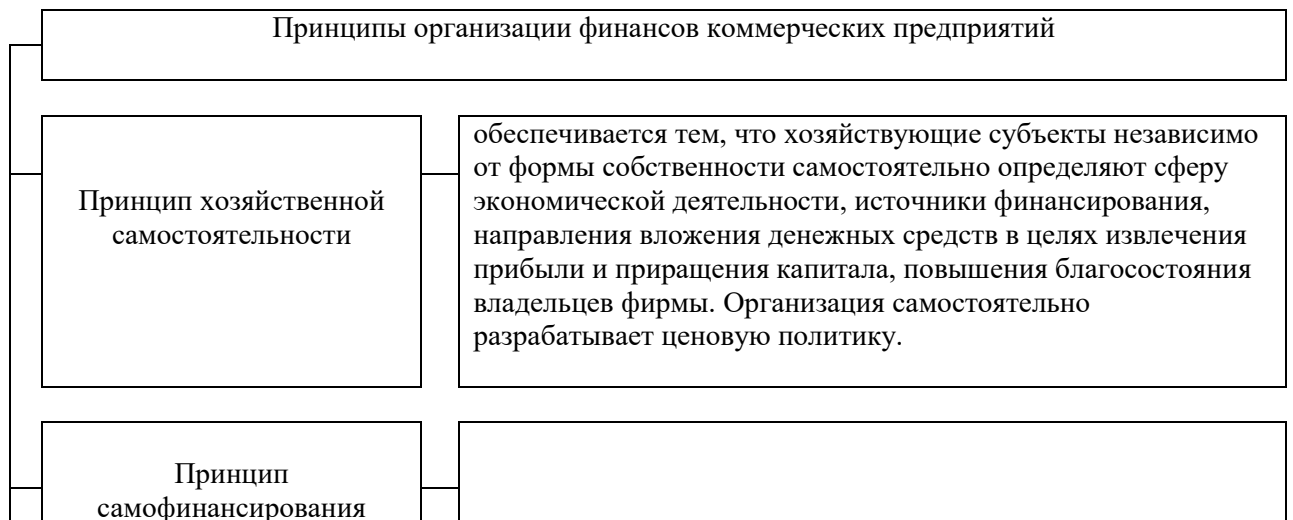 Принципы организации финансов коммерческих предприятий
Принцип хозяйственной
самостоятельности
обеспечивается тем, что хозяйствующие субъекты независимо
от формы собственности самостоятельно определяют сферу
экономической деятельности, источники финансирования,
направления вложения денежных средств в целях извлечения
прибыли и приращения капитала, повышения благосостояния
владельцев фирмы. Организация самостоятельно
разрабатывает ценовую политику.
Принцип
самофинансирования